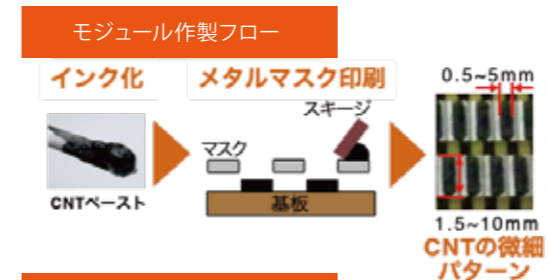 モジュール作製フロー
インク化
メタルマスク印刷
0.5~5mm
スキージ
マスク
CNTペースト
基板
1.5~10mm
CNTの微細
パターン